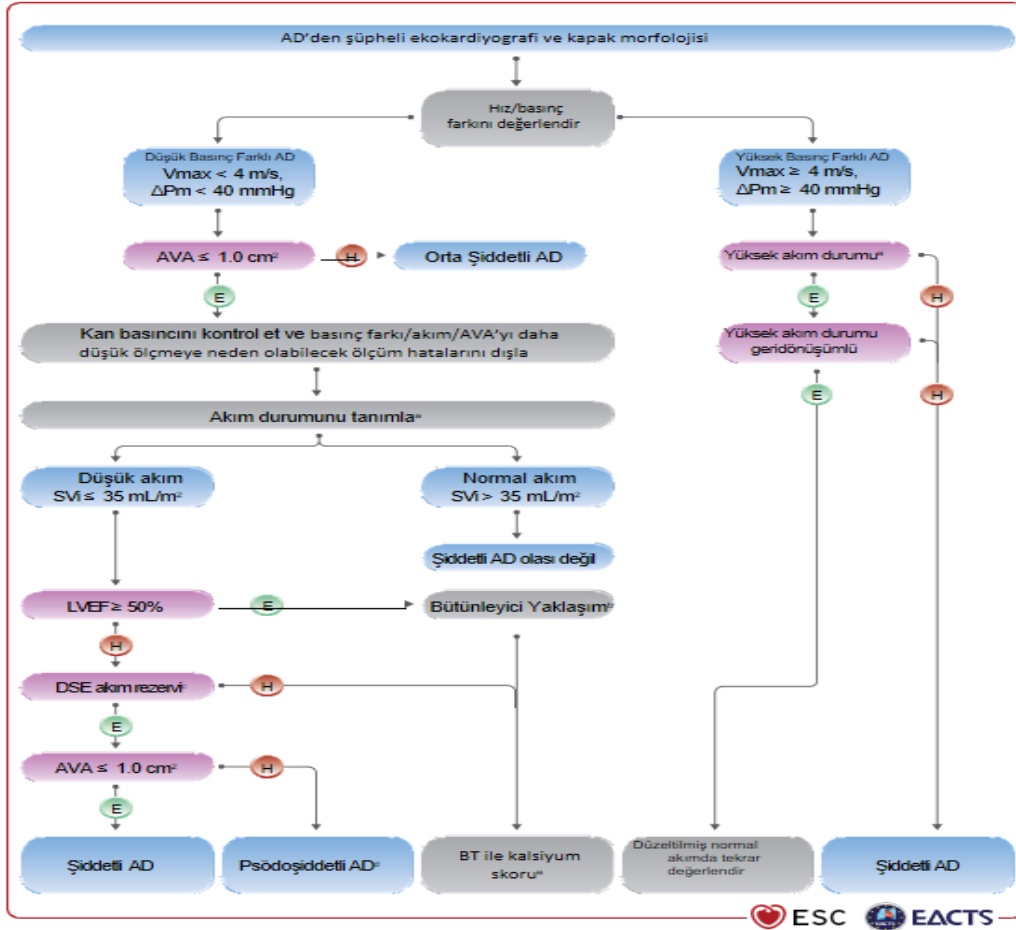 AD'den şüpheli ekokardiyografi ve kapak morfolojisi
Hız/basınç
farkını değerlendir
Düşük Basınç Farklı AD
Vmax < 4 m/s,
ΔPm < 40 mmHg
Yüksek Basınç Farklı AD
Vmax ≥ 4 m/s,
ΔPm ≥ 40 mmHg
AVA ≤ 1.0 cm²
H
Orta Şiddetli AD
Yüksek akım durumu
E
E
H
Kan basıncını kontrol et ve basınç farkı/akım/AVA'yı daha
düşük ölçmeye neden olabilecek ölçüm hatalarını dışla
Yüksek akım durumu
geridönüşümlü
E
H
Akım durumunu tanımla
Düşük akım
SVi ≤ 35 mL/m²
Normal akım
SVi > 35 mL/m²
Şiddetli AD olası değil
LVEF ≥ 50%
E
Bütünleyici Yaklaşım
H
DSE akım rezervi
H
E
AVA ≤ 1.0 cm²
H
E
Şiddetli AD
Psödoşiddetli AD
BT ile kalsiyum
skoru
Düzeltilmiş normal
akımda tekrar
değerlendir
Şiddetli AD
ESC
EACTS